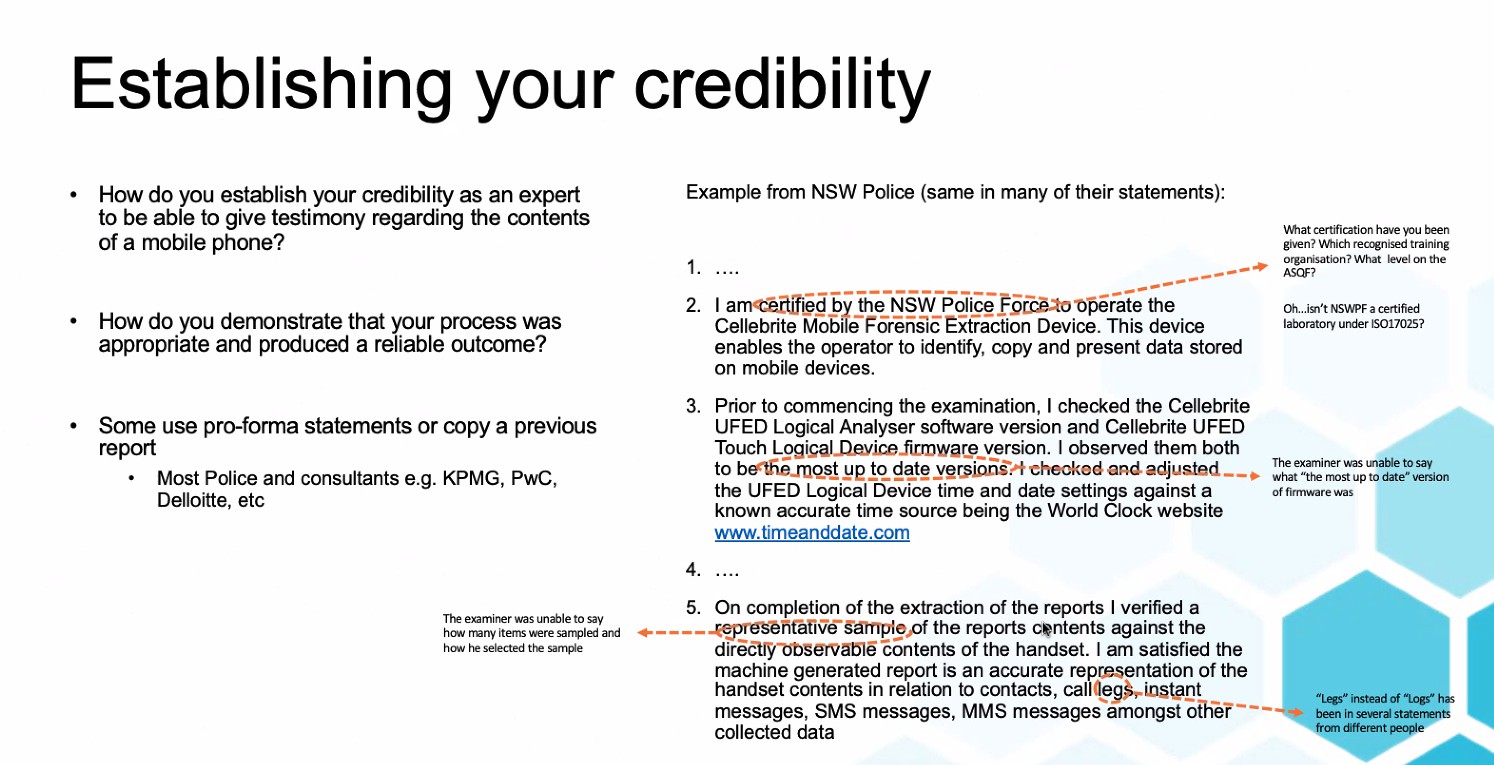 Establishing your credibility
• How do you establish your credibility as an expert
to be able to give testimony regarding the contents
of a mobile phone?
• How do you demonstrate that your process was
appropriate and produced a reliable outcome?
• Some use pro-forma statements or copy a previous
report
• Most Police and consultants e.g. KPMG, PwC,
Delloitte, etc
Example from NSW Police (same in many of their statements):
1. ....
2. I am certified by the NSW Police Force to operate the
Cellebrite Mobile Forensic Extraction Device. This device
enables the operator to identify, copy and present data stored
on mobile devices.
3. Prior to commencing the examination, I checked the Cellebrite
UFED Logical Analyser software version and Cellebrite UFED
Touch Logical Device firmware version. I observed them both
to be the most up to date versions. I checked and adjusted
the UFED Logical Device time and date settings against a
known accurate time source being the World Clock website
www.timeanddate.com
4. ....
5. On completion of the extraction of the reports I verified a
representative sample of the reports contents against the
directly observable contents of the handset. I am satisfied the
machine generated report is an accurate representation of the
handset contents in relation to contacts, call legs, instant
messages, SMS messages, MMS messages amongst other
collected data
What certification have you been
given? Which recognised training
organisation? What level on the
ASQF?
Oh...isn't NSWPF a certified
laboratory under ISO17025?
The examiner was unable to say
what "the most up to date" version
of firmware was
The examiner was unable to say
how many items were sampled and
how he selected the sample
"Legs" instead of "Logs" has
been in several statements
from different people